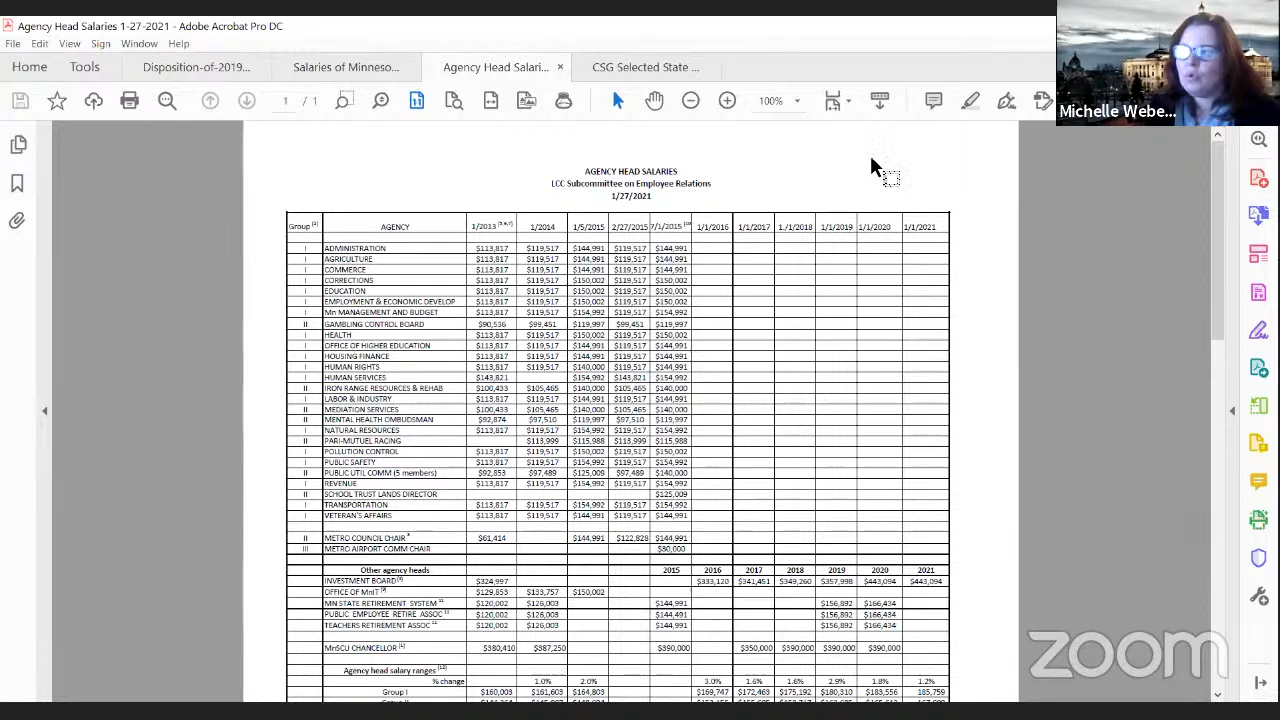 Agency Head Salaries 1-27-2021 - Adobe Acrobat Pro DC
File Edit View Sign Window Help
Home Tools Disposition-of-2019... Salaries of Minneso... Agency Head Salari... × CSG Selected State ...
1 / 1 100%
Michelle Webe...
AGENCY HEAD SALARIES
LCC Subcommittee on Employee Relations
1/27/2021
Group AGENCY 1/2013 1/2014 1/5/2015 2/27/2015 7/1/2015 1/1/2016 1/1/2017 1./1/2018 1/1/2019 1/1/2020 1/1/2021
I ADMINISTRATION $113,817 $119,517 $144,991 $119,517 $144,991
I AGRICULTURE $113,817 $119,517 $144,991 $119,517 $144,991
I COMMERCE $113,817 $119,517 $144,991 $119,517 $144,991
I CORRECTIONS $113,817 $119,517 $150,002 $119,517 $150,002
I EDUCATION $113,817 $119,517 $150,002 $119,517 $150,002
I EMPLOYMENT & ECONOMIC DEVELOP $113,817 $119,517 $150,002 $119,517 $150,002
I Mn MANAGEMENT AND BUDGET $113,817 $119,517 $154,992 $119,517 $154,992
II GAMBLING CONTROL BOARD $90,536 $99,451 $119,997 $99,451 $119,997
I HEALTH $113,817 $119,517 $150,002 $119,517 $150,002
I OFFICE OF HIGHER EDUCATION $113,817 $119,517 $144,991 $119,517 $144,991
I HOUSING FINANCE $113,817 $119,517 $144,991 $119,517 $144,991
I HUMAN RIGHTS $113,817 $119,517 $140,000 $119,517 $144,991
I HUMAN SERVICES $143,821 $154,992 $143,821 $154,992
II IRON RANGE RESOURCES & REHAB $100,433 $105,465 $140,000 $105,465 $140,000
I LABOR & INDUSTRY $113,817 $119,517 $144,991 $119,517 $144,991
II MEDIATION SERVICES $100,433 $105,465 $140,000 $105,465 $140,000
II MENTAL HEALTH OMBUDSMAN $92,874 $97,510 $119,997 $97,510 $119,997
I NATURAL RESOURCES $113,817 $119,517 $154,992 $119,517 $154,992
II PARI-MUTUEL RACING $113,999 $115,988 $113,999 $115,988
I POLLUTION CONTROL $113,817 $119,517 $150,002 $119,517 $150,002
I PUBLIC SAFETY $113,817 $119,517 $154,992 $119,517 $154,992
II PUBLIC UTIL COMM (5 members) $92,853 $97,489 $125,009 $97,489 $140,000
I REVENUE $113,817 $119,517 $154,992 $119,517 $154,992
II SCHOOL TRUST LANDS DIRECTOR $125,009
I TRANSPORTATION $113,817 $119,517 $154,992 $119,517 $154,992
I VETERAN'S AFFAIRS $113,817 $119,517 $144,991 $119,517 $144,991
II METRO COUNCIL CHAIR $61,414 $144,991 $122,828 $144,991
III METRO AIRPORT COMM CHAIR $30,000
Other agency heads 2015 2016 2017 2018 2019 2020 2021
INVESTMENT BOARD $324,997 $333,120 $341,451 $349,260 $357,998 $443,094 $443,094
OFFICE OF MnIT $129,853 $133,757 $150,002
MN STATE RETIREMENT SYSTEM $120,002 $126,003 $144,991 $156,892 $166,434
PUBLIC EMPLOYEE RETIRE ASSOC $120,002 $126,003 $144,491 $156,892 $166,434
TEACHERS RETIREMENT ASSOC $120,002 $126,003 $144,991 $156,892 $166,434
MnSCU CHANCELLOR $380,410 $387,250 $390,000 $350,000 $390,000 $390,000 $390,000
Agency head salary ranges
% change 1.0% 2.0% 3.0% 1.6% 1.6% 2.9% 1.8% 1.2%
Group I $160,003 $161,603 $164,803 $169,747 $172,463 $175,192 $180,310 $183,556 185,759
zoom